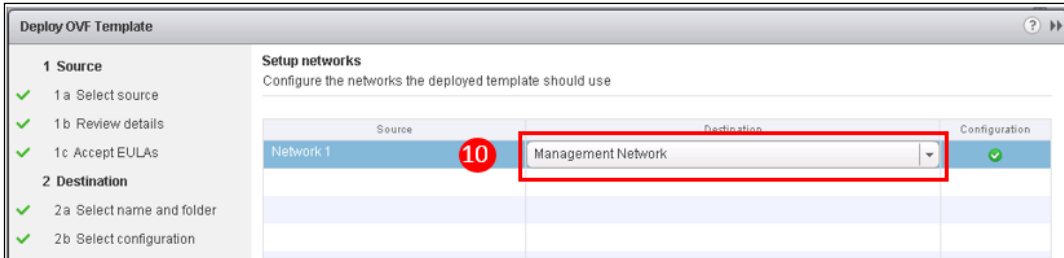 Deploy OVF Template
?
1 Source
1a Select source
1b Review details
1c Accept EULAs
2 Destination
2a Select name and folder
2b Select configuration
Setup networks
Configure the networks the deployed template should use
Source Destination Configuration
Network 1 10 Management Network